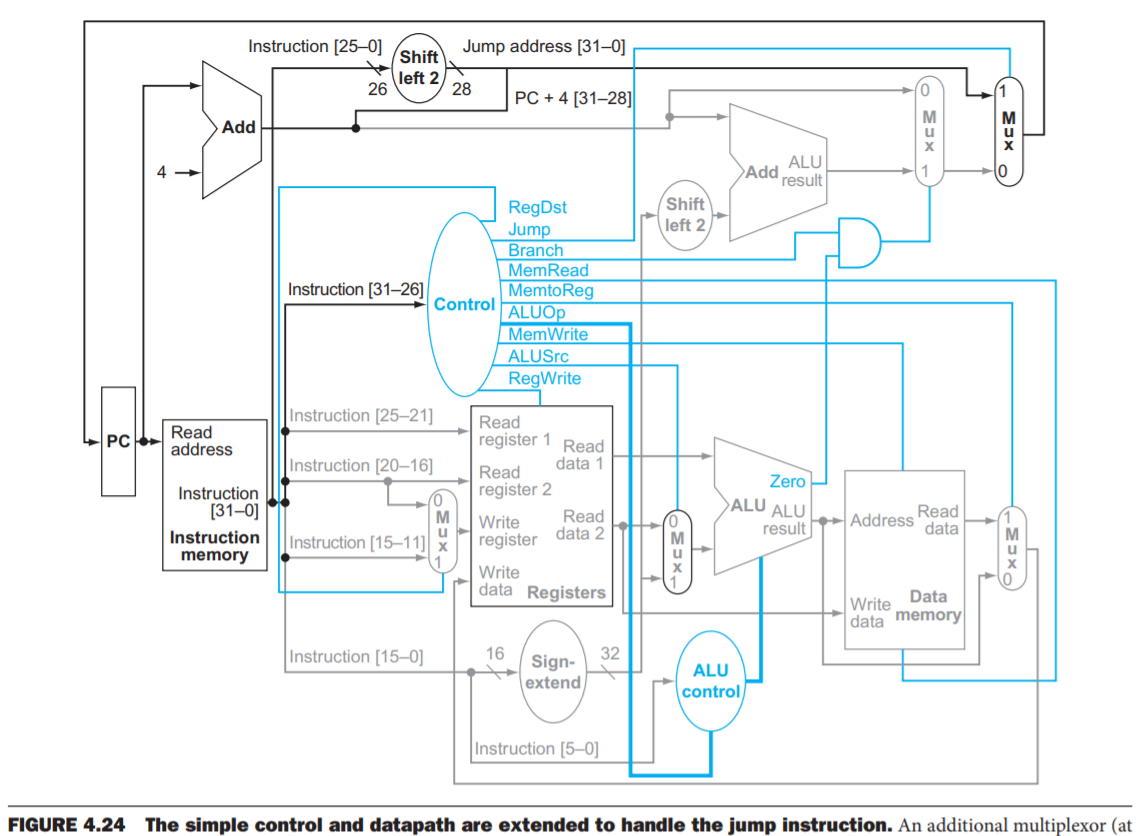 Instruction [25–0]
Shift
left 2
Jump address [31–0]
26
28
PC + 4 [31–28]
Add
4
0
M
u
x
1
1
M
u
x
0
Add
ALU
result
Shift
left 2
RegDst
Jump
Branch
MemRead
MemtoReg
ALUOp
MemWrite
ALUSrc
RegWrite
Instruction [31–26]
Control
PC
Read
address
Instruction
[31–0]
Instruction
memory
Instruction [25–21]
Instruction [20–16]
Instruction [15–11]
0
M
u
x
1
Read
register 1
Read
data 1
Read
register 2
Write
register
Read
data 2
Write
data
Registers
0
M
u
x
1
Zero
ALU
ALU
result
Address
Read
data
Write
data
Data
memory
1
M
u
x
0
Instruction [15–0]
16
Sign-
extend
32
ALU
control
Instruction [5–0]
FIGURE 4.24 The simple control and datapath are extended to handle the jump instruction. An additional multiplexor (at